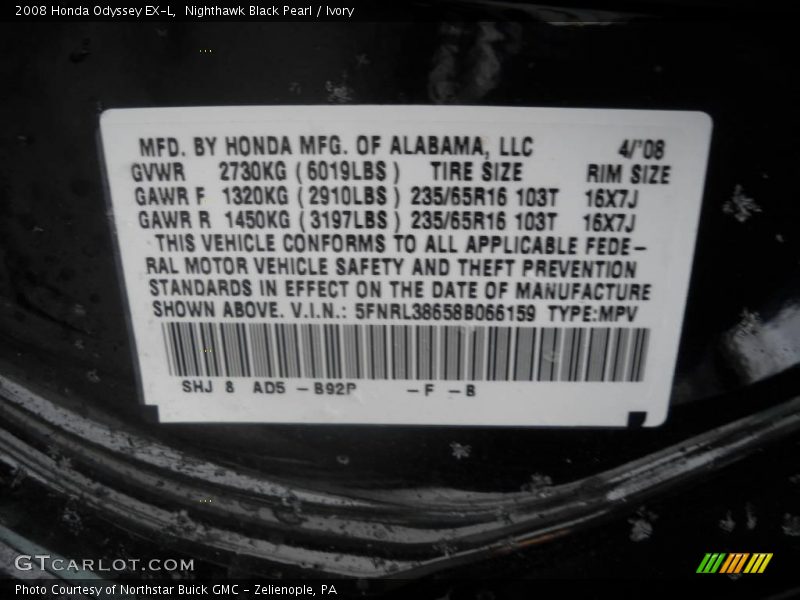 2008 Honda Odyssey EX-L, Nighthawk Black Pearl / Ivory
MFD. BY HONDA MFG. OF ALABAMA, LLC 4/'08
GVWR 2730KG (6019LBS) TIRE SIZE RIM SIZE
GAWR F 1320KG (2910LBS) 235/65R16 103T 16X7J
GAWR R 1450KG (3197LBS) 235/65R16 103T 16X7J
THIS VEHICLE CONFORMS TO ALL APPLICABLE FEDE-
RAL MOTOR VEHICLE SAFETY AND THEFT PREVENTION
STANDARDS IN EFFECT ON THE DATE OF MANUFACTURE
SHOWN ABOVE. V.I.N.: 5FNRL38658B066159 TYPE:MPV
SHJ 8 AD5 - B92P - F - B
GTCARLOT.COM
Photo Courtesy of Northstar Buick GMC - Zelienople, PA